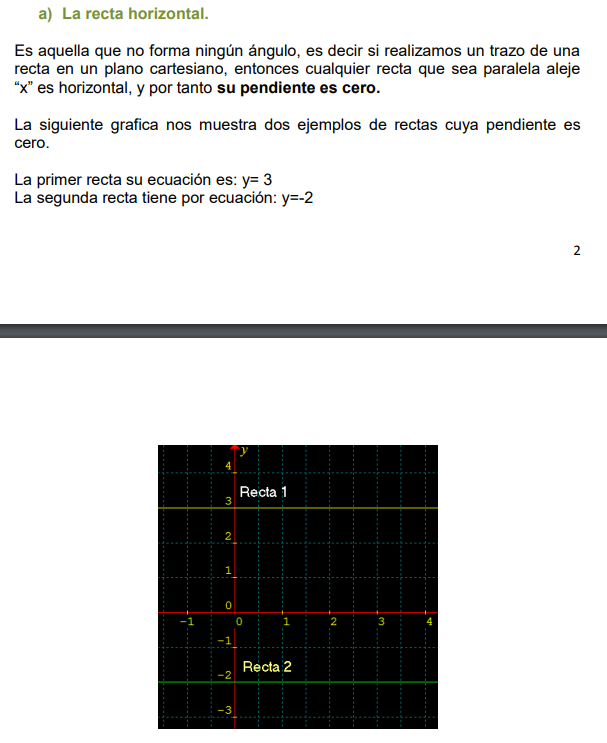 a) La recta horizontal.
Es aquella que no forma ningún ángulo, es decir si realizamos un trazo de una
recta en un plano cartesiano, entonces cualquier recta que sea paralela aleje
“x” es horizontal, y por tanto su pendiente es cero.
La siguiente grafica nos muestra dos ejemplos de rectas cuya pendiente es
cero.
La primer recta su ecuación es: y= 3
La segunda recta tiene por ecuación: y=-2
2
y
4
Recta 1
3
2
1
0
-1 0 1 2 3 4
-1
Recta 2
-2
-3